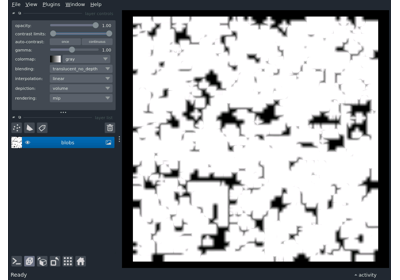 File View Plugins Window Help
opacity: 1.00
contrast limits:
auto-contrast: once continuous
gamma: 1.00
colormap: gray
blending: translucent_no_depth
interpolation: linear
depiction: volume
rendering: mip
blobs
Ready
activity